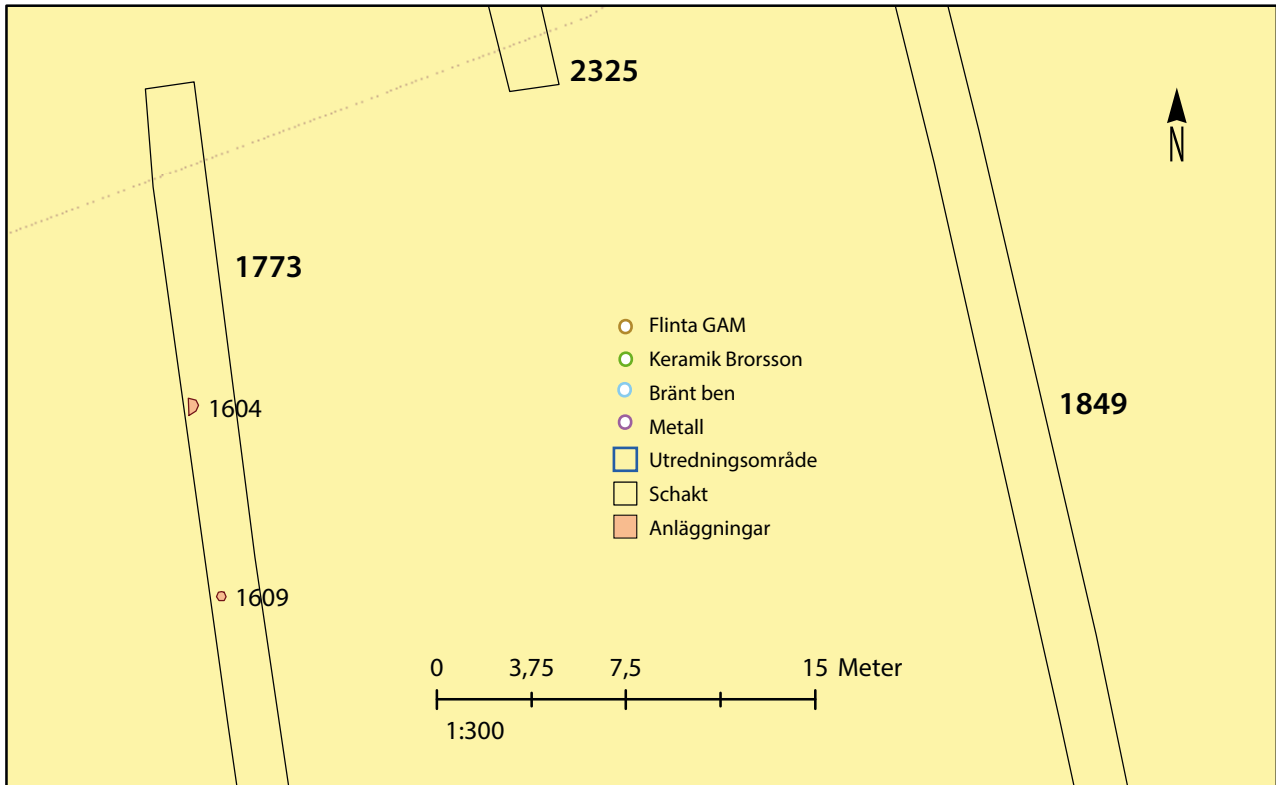 2325
N
1773
Flinta GAM
Keramik Brorsson
Bränt ben
Metall
Utredningsområde
Schakt
Anläggningar
1604
1849
1609
0 3,75 7,5 15 Meter
1:300